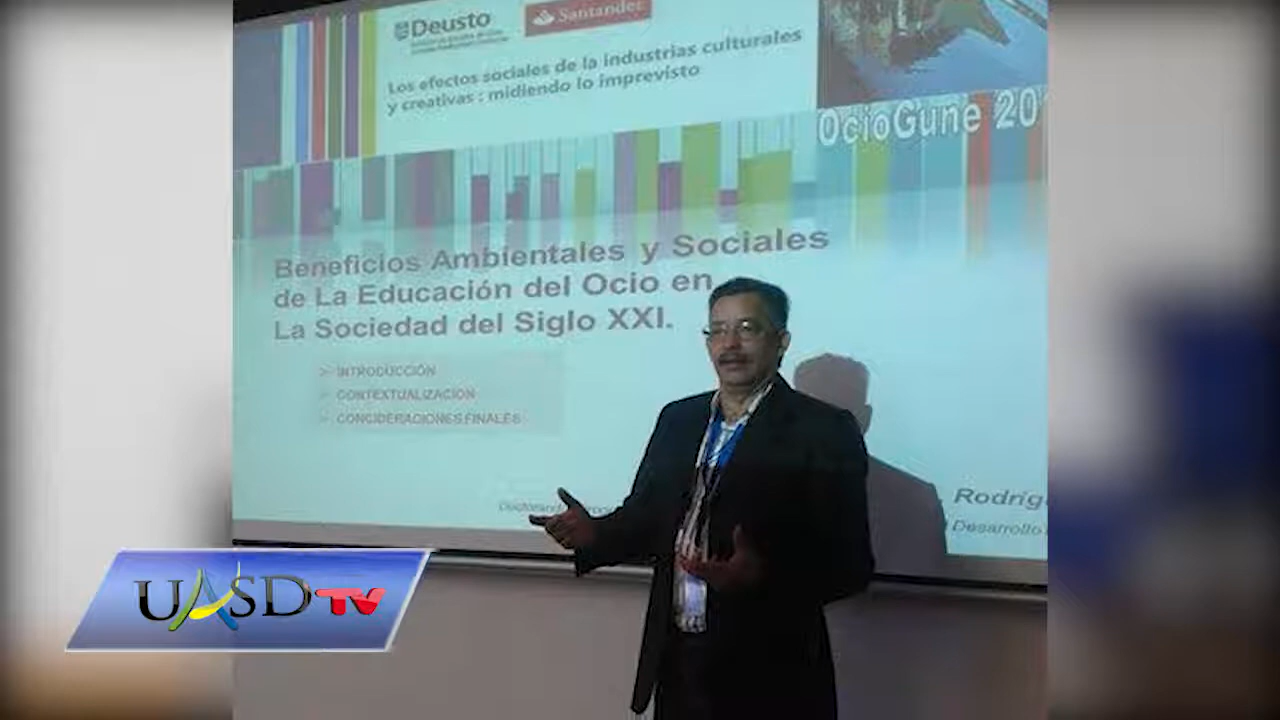 Deusto
Santander
Los efectos sociales de la industrias culturales
y creativas : midiendo lo imprevisto
OcioGune 20
Beneficios Ambientales y Sociales
de La Educación del Ocio en
La Sociedad del Siglo XXI.
INTRODUCCIÓN
CONTEXTUALIZACIÓN
CONCIDERACIONES FINALES
Rodríg
Desarrollo
UASD TV